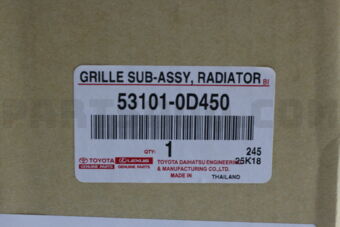 GRILLE SUB-ASSY, RADIATOR BI
53101-0D450
QTY: 1 245
25K18
TOYOTA LEXUS
GENUINE PARTS GENUINE PARTS
TOYOTA DAIHATSU ENGINEERING
& MANUFACTURING CO.,LTD.
MADE IN THAILAND